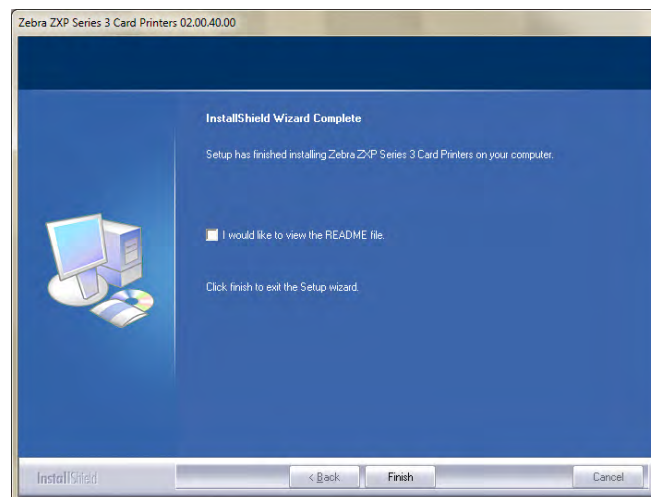 Zebra ZXP Series 3 Card Printers 02.00.40.00
InstallShield Wizard Complete
Setup has finished installing Zebra ZXP Series 3 Card Printers on your computer.
I would like to view the README file.
Click finish to exit the Setup wizard.
InstallShield
< Back
Finish
Cancel